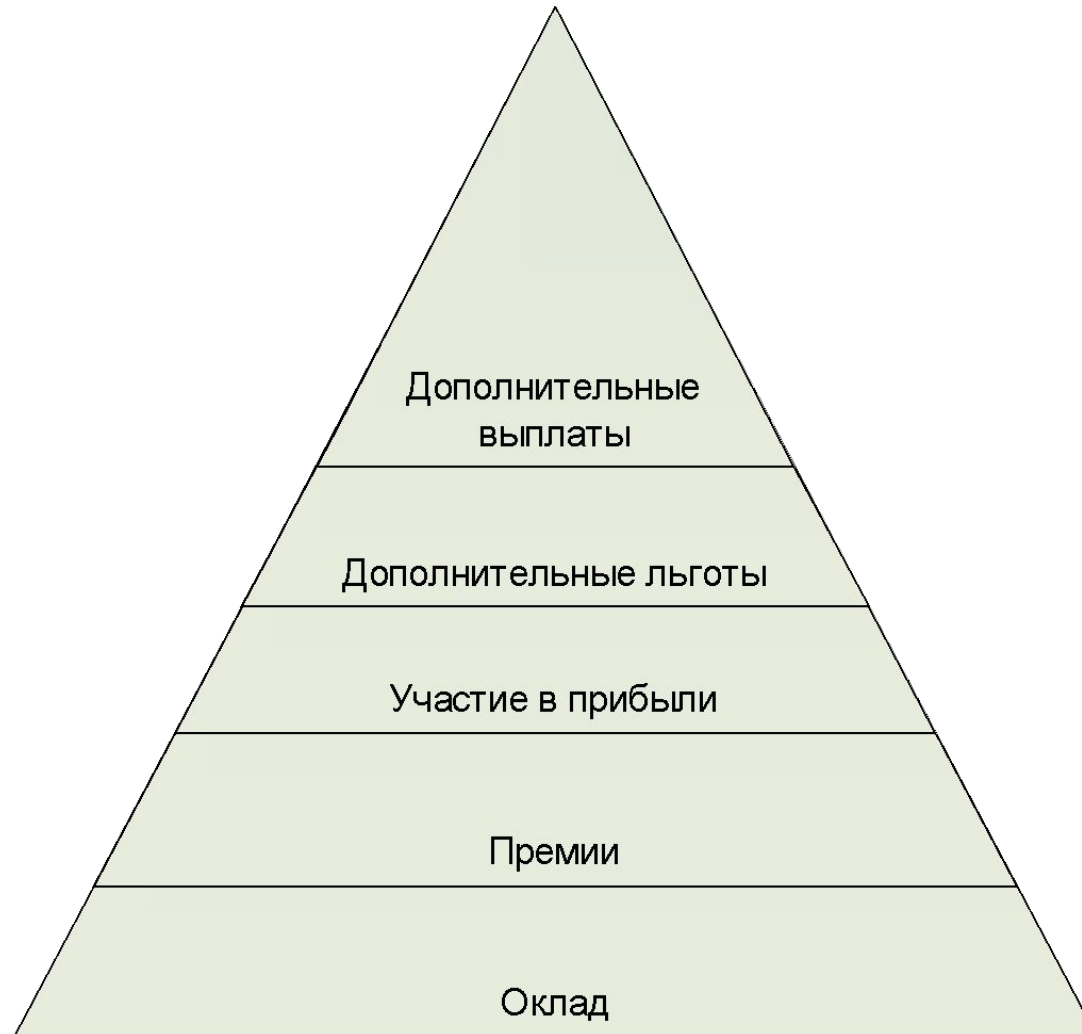 Дополнительные
выплаты
Дополнительные льготы
Участие в прибыли
Премии
Оклад